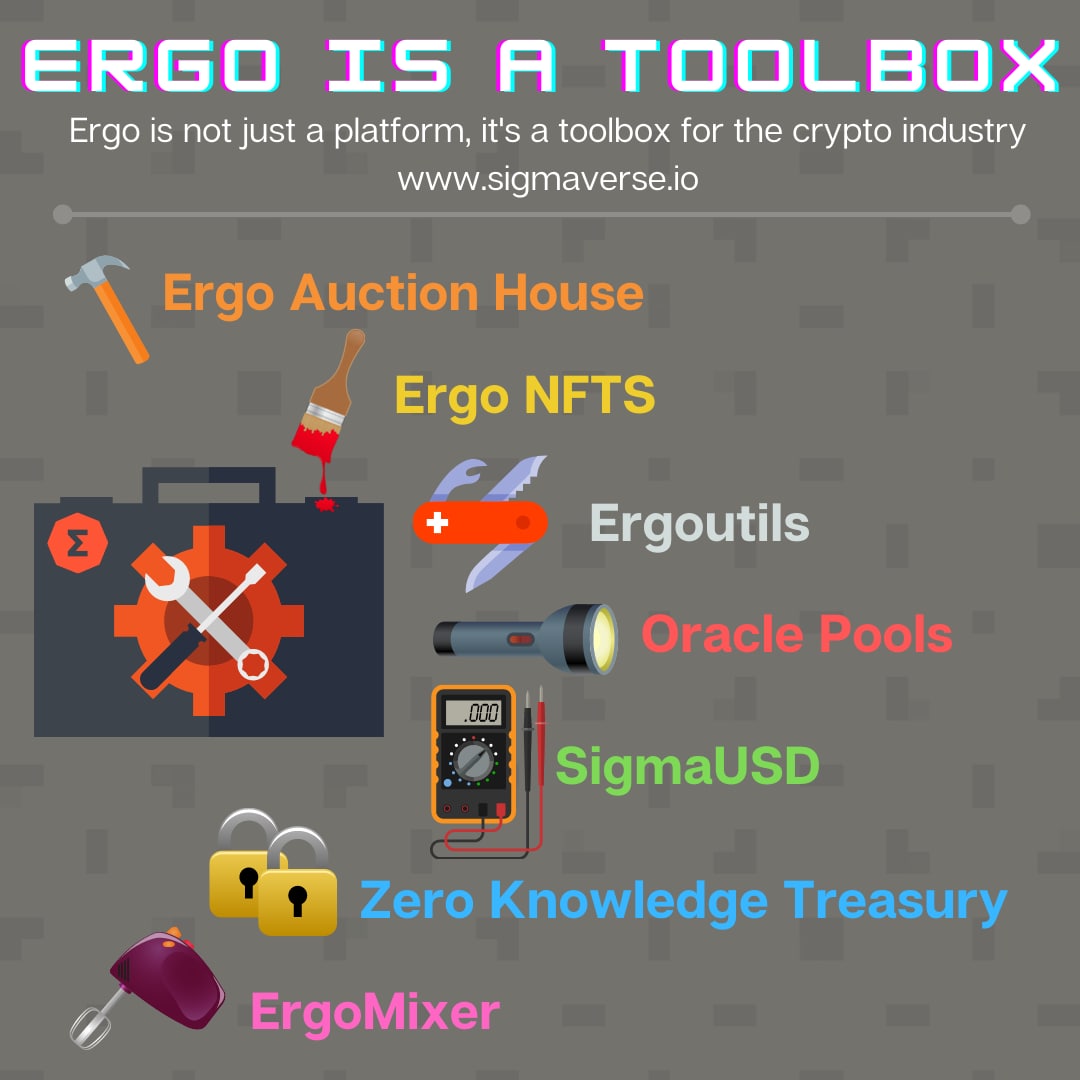 ERGO IS A TOOLBOX
Ergo is not just a platform, it's a toolbox for the crypto industry
www.sigmaverse.io
Ergo Auction House
Ergo NFTS
Ergoutils
Σ
Oracle Pools
.000
SigmaUSD
Zero Knowledge Treasury
ErgoMixer